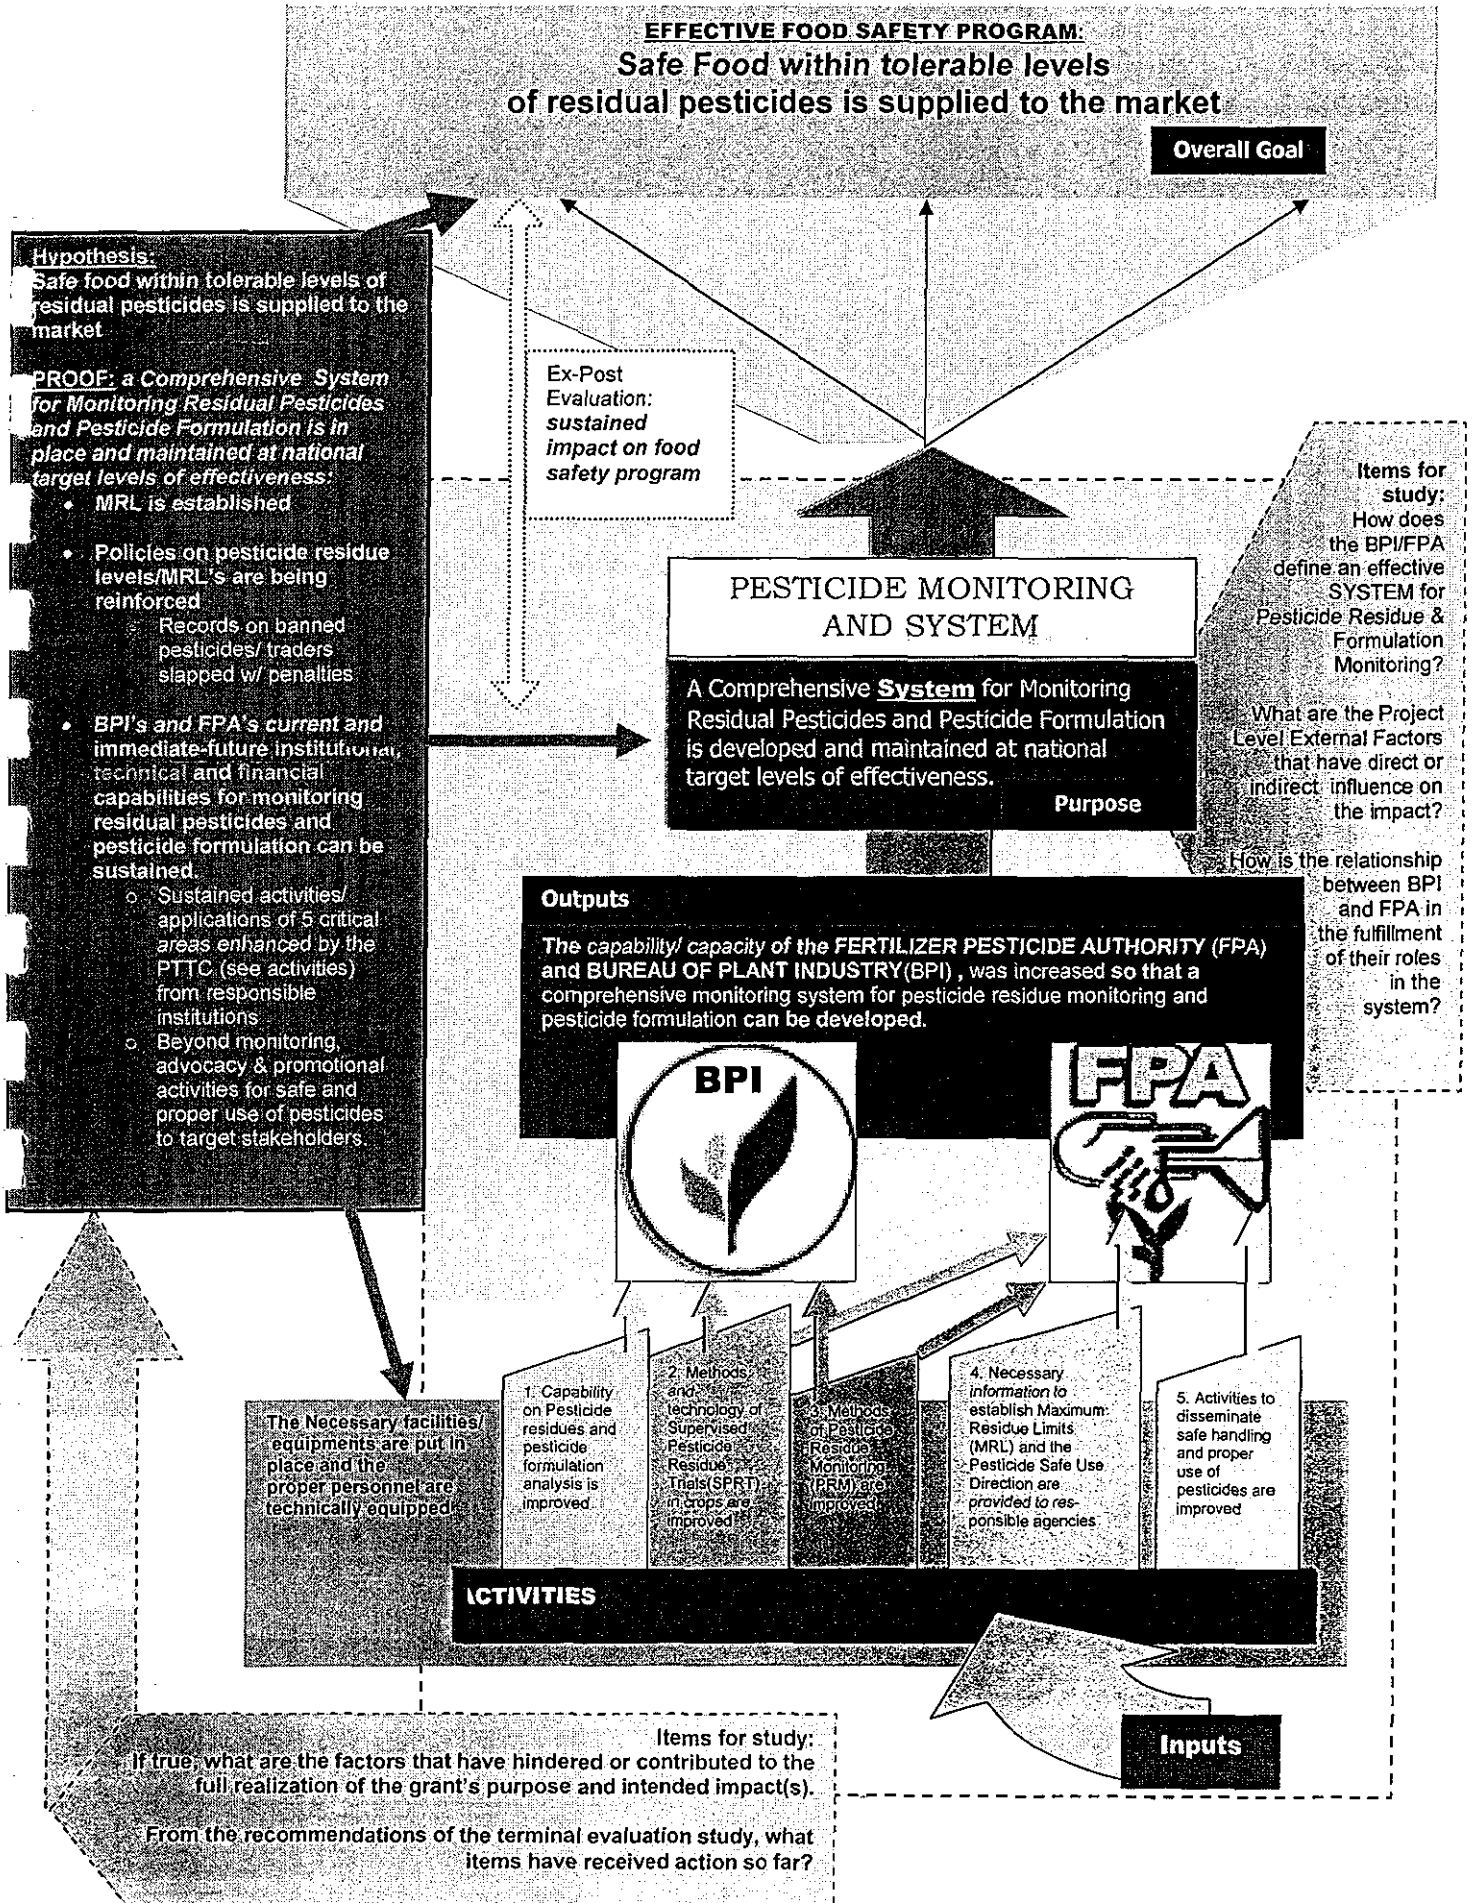 EFFECTIVE FOOD SAFETY PROGRAM:
Safe Food within tolerable levels
of residual pesticides is supplied to the market
Overall Goal
Hypothesis:
Safe food within tolerable levels of
residual pesticides is supplied to the
market
PROOF: a Comprehensive System
for Monitoring Residual Pesticides
and Pesticide Formulation is in
place and maintained at national
target levels of effectiveness:
• MRL is established
• Policies on pesticide residue
levels/MRL's are being
reinforced
Records on banned
pesticides/ traders
slapped w/ penalties
• BPI's and FPA's current and
immediate-future institutional,
technical and financial
capabilities for monitoring
residual pesticides and
pesticide formulation can be
sustained.
o Sustained activities/
applications of 5 critical
areas enhanced by the
PTTC (see activities)
from responsible
institutions
o Beyond monitoring,
advocacy & promotional
activities for safe and
proper use of pesticides
to target stakeholders.
Ex-Post
Evaluation:
sustained
impact on food
safety program
Items for
study:
How does
the BPI/FPA
define an effective
SYSTEM for
Pesticide Residue &
Formulation
Monitoring?
What are the Project
Level External Factors
that have direct or
indirect influence on
the impact?
How is the relationship
between BPI
and FPA in
the fulfillment
of their roles
in the
system?
PESTICIDE MONITORING
AND SYSTEM
A Comprehensive System for Monitoring
Residual Pesticides and Pesticide Formulation
is developed and maintained at national
target levels of effectiveness.
Purpose
Outputs
The capability/ capacity of the FERTILIZER PESTICIDE AUTHORITY (FPA)
and BUREAU OF PLANT INDUSTRY(BPI) , was increased so that a
comprehensive monitoring system for pesticide residue monitoring and
pesticide formulation can be developed.
BPI
FPA
The Necessary facilities/
equipments are put in
place and the
proper personnel are
technically equipped
1. Capability
on Pesticide
residues and
pesticide
formulation
analysis is
improved
2. Methods
and
technology of
Supervised
Pesticide
Residue
Trials(SPRT)
in crops are
improved
3. Methods
of Pesticide
Residue
Monitoring
(PRM) are
improved
4. Necessary
information to
establish Maximum
Residue Limits
(MRL) and the
Pesticide Safe Use
Direction are
provided to res-
ponsible agencies
5. Activities to
disseminate
safe handling
and proper
use of
pesticides are
improved
ACTIVITIES
Inputs
Items for study:
If true, what are the factors that have hindered or contributed to the
full realization of the grant's purpose and intended impact(s).
From the recommendations of the terminal evaluation study, what
items have received action so far?